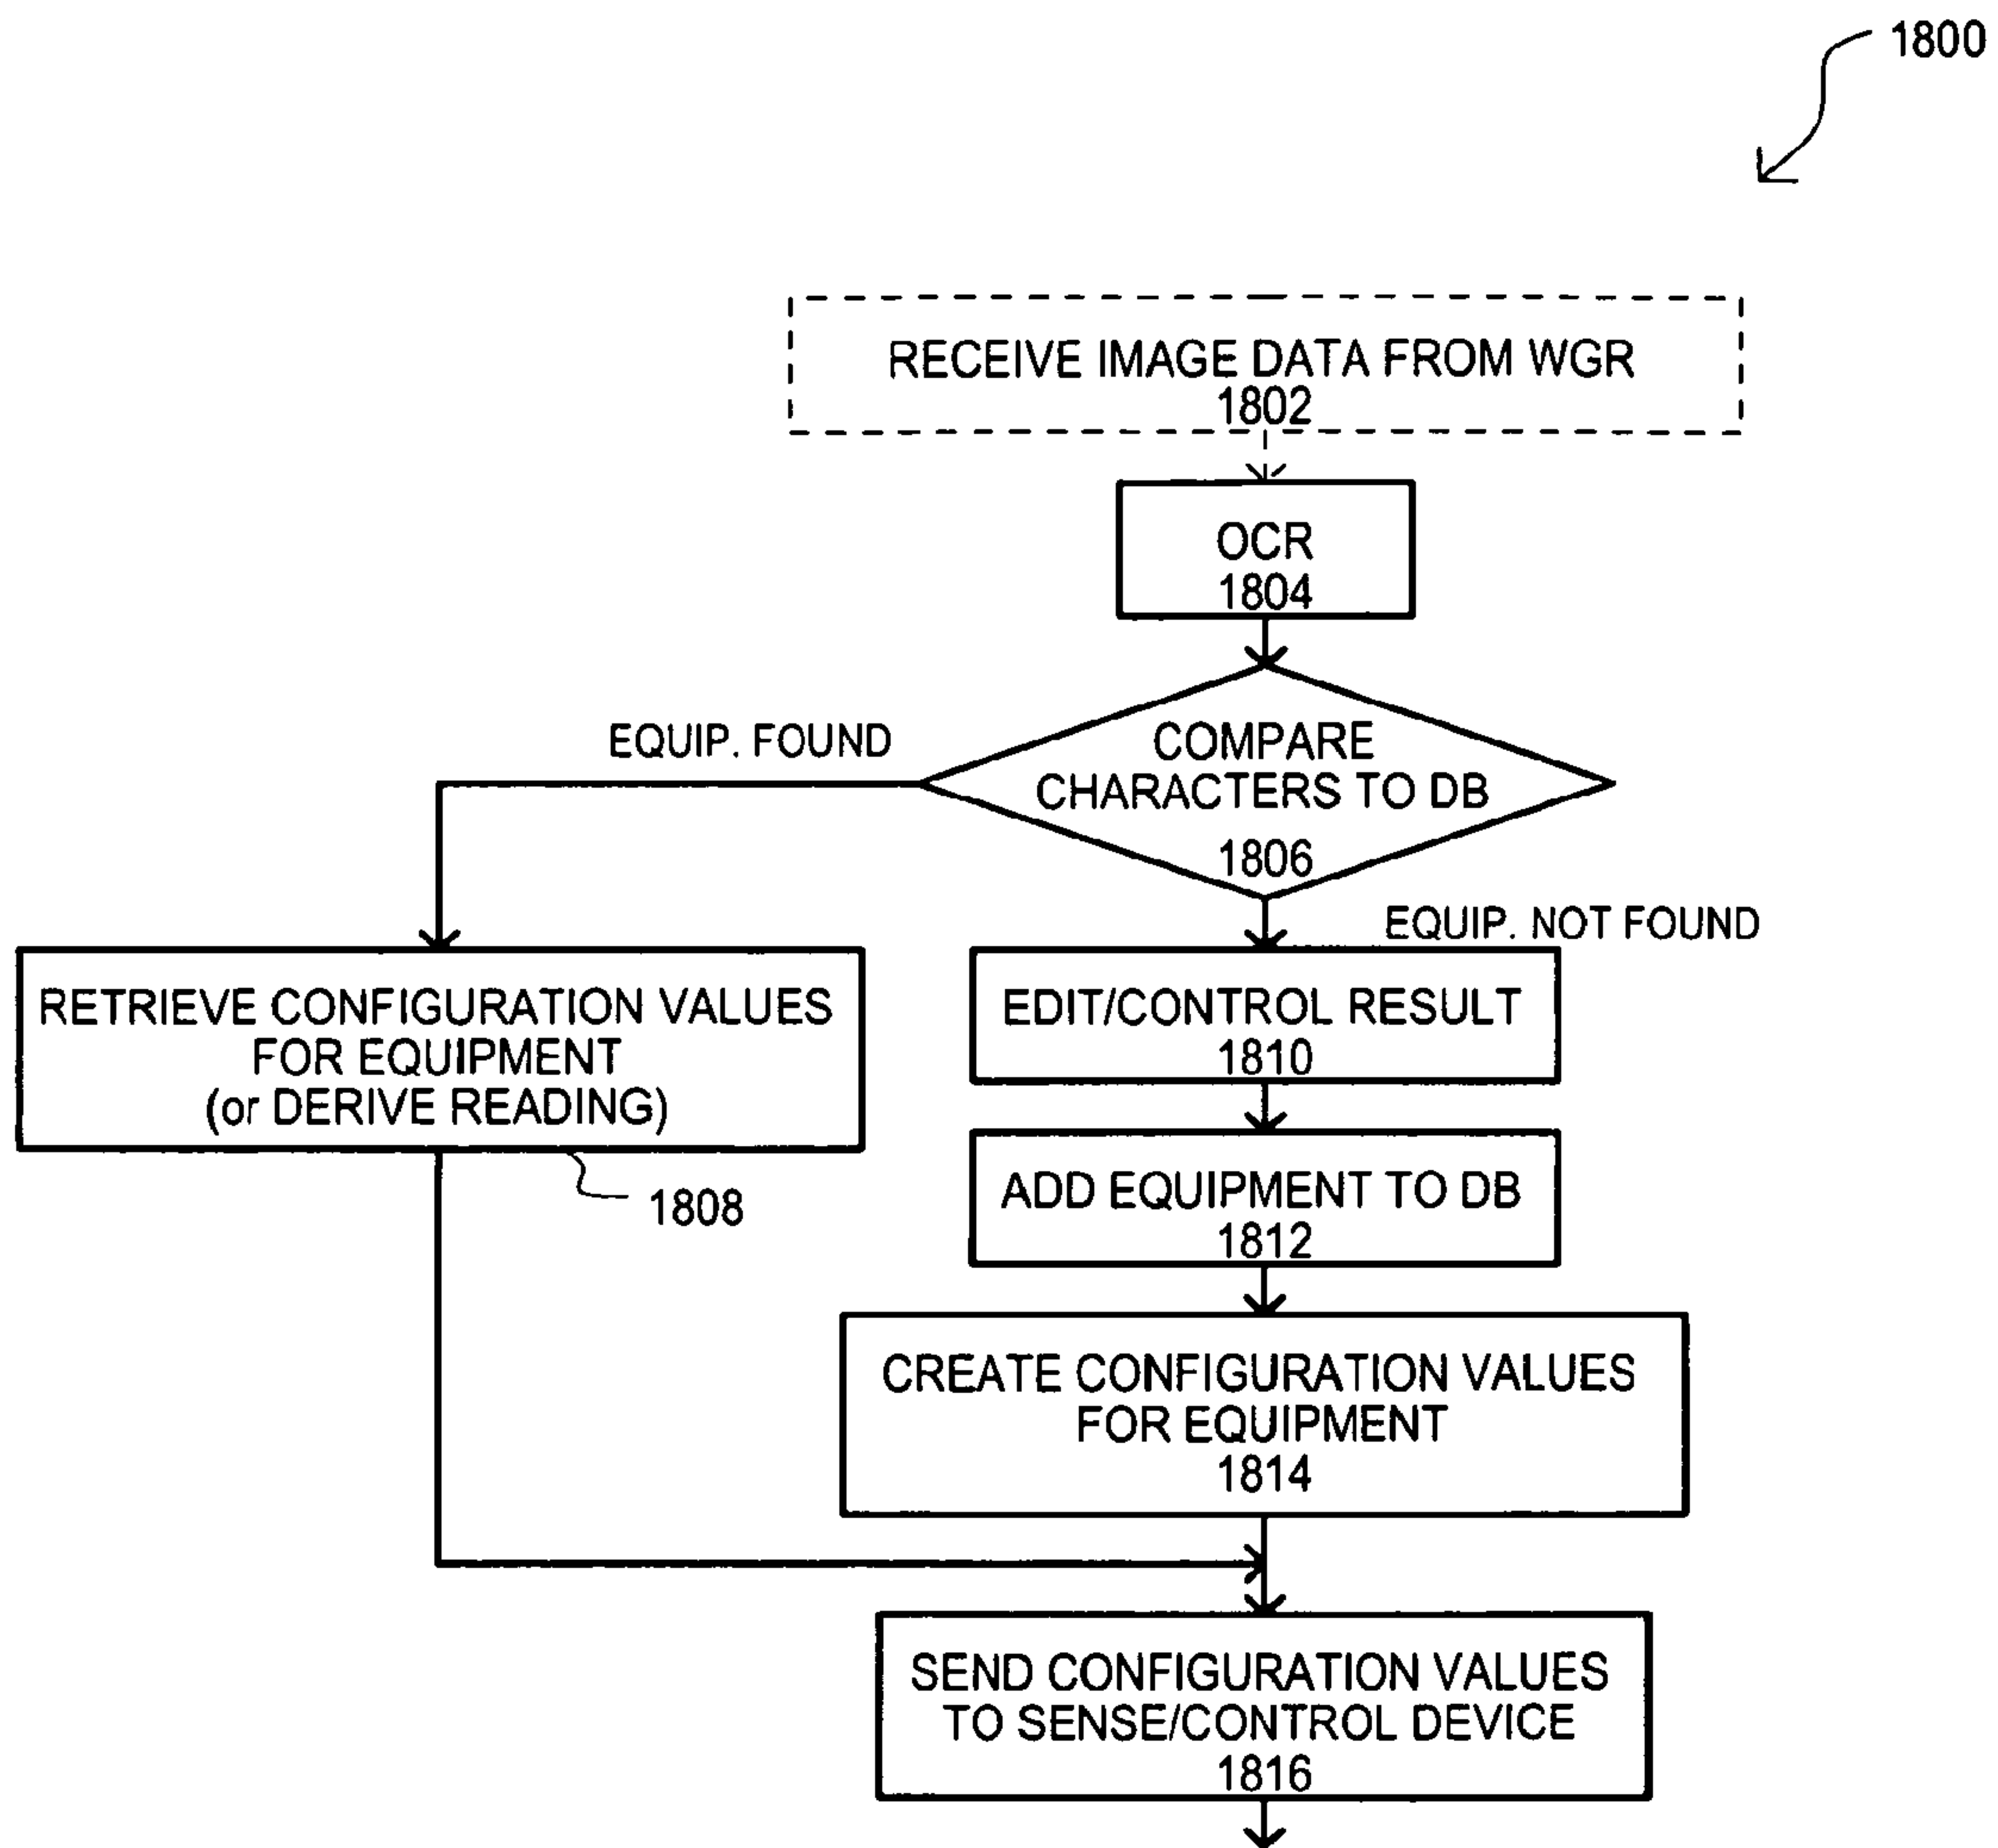 1800
RECEIVE IMAGE DATA FROM WGR
1802
OCR
1804
EQUIP. FOUND
COMPARE
CHARACTERS TO DB
1806
EQUIP. NOT FOUND
RETRIEVE CONFIGURATION VALUES
FOR EQUIPMENT
(or DERIVE READING)
1808
EDIT/CONTROL RESULT
1810
ADD EQUIPMENT TO DB
1812
CREATE CONFIGURATION VALUES
FOR EQUIPMENT
1814
SEND CONFIGURATION VALUES
TO SENSE/CONTROL DEVICE
1816